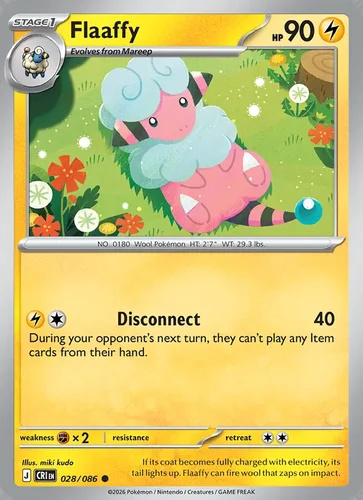 STAGE1 Flaaffy HP 90
Evolves from Mareep
NO. 0180 Wool Pokémon HT: 2'7" WT: 29.3 lbs.
Disconnect 40
During your opponent's next turn, they can't play any Item
cards from their hand.
weakness ×2 resistance retreat
Illus. miki kudo
J CRI EN 028/086
If its coat becomes fully charged with electricity, its
tail lights up. Flaaffy can fire wool that zaps on impact.
©2026 Pokémon / Nintendo / Creatures / GAME FREAK